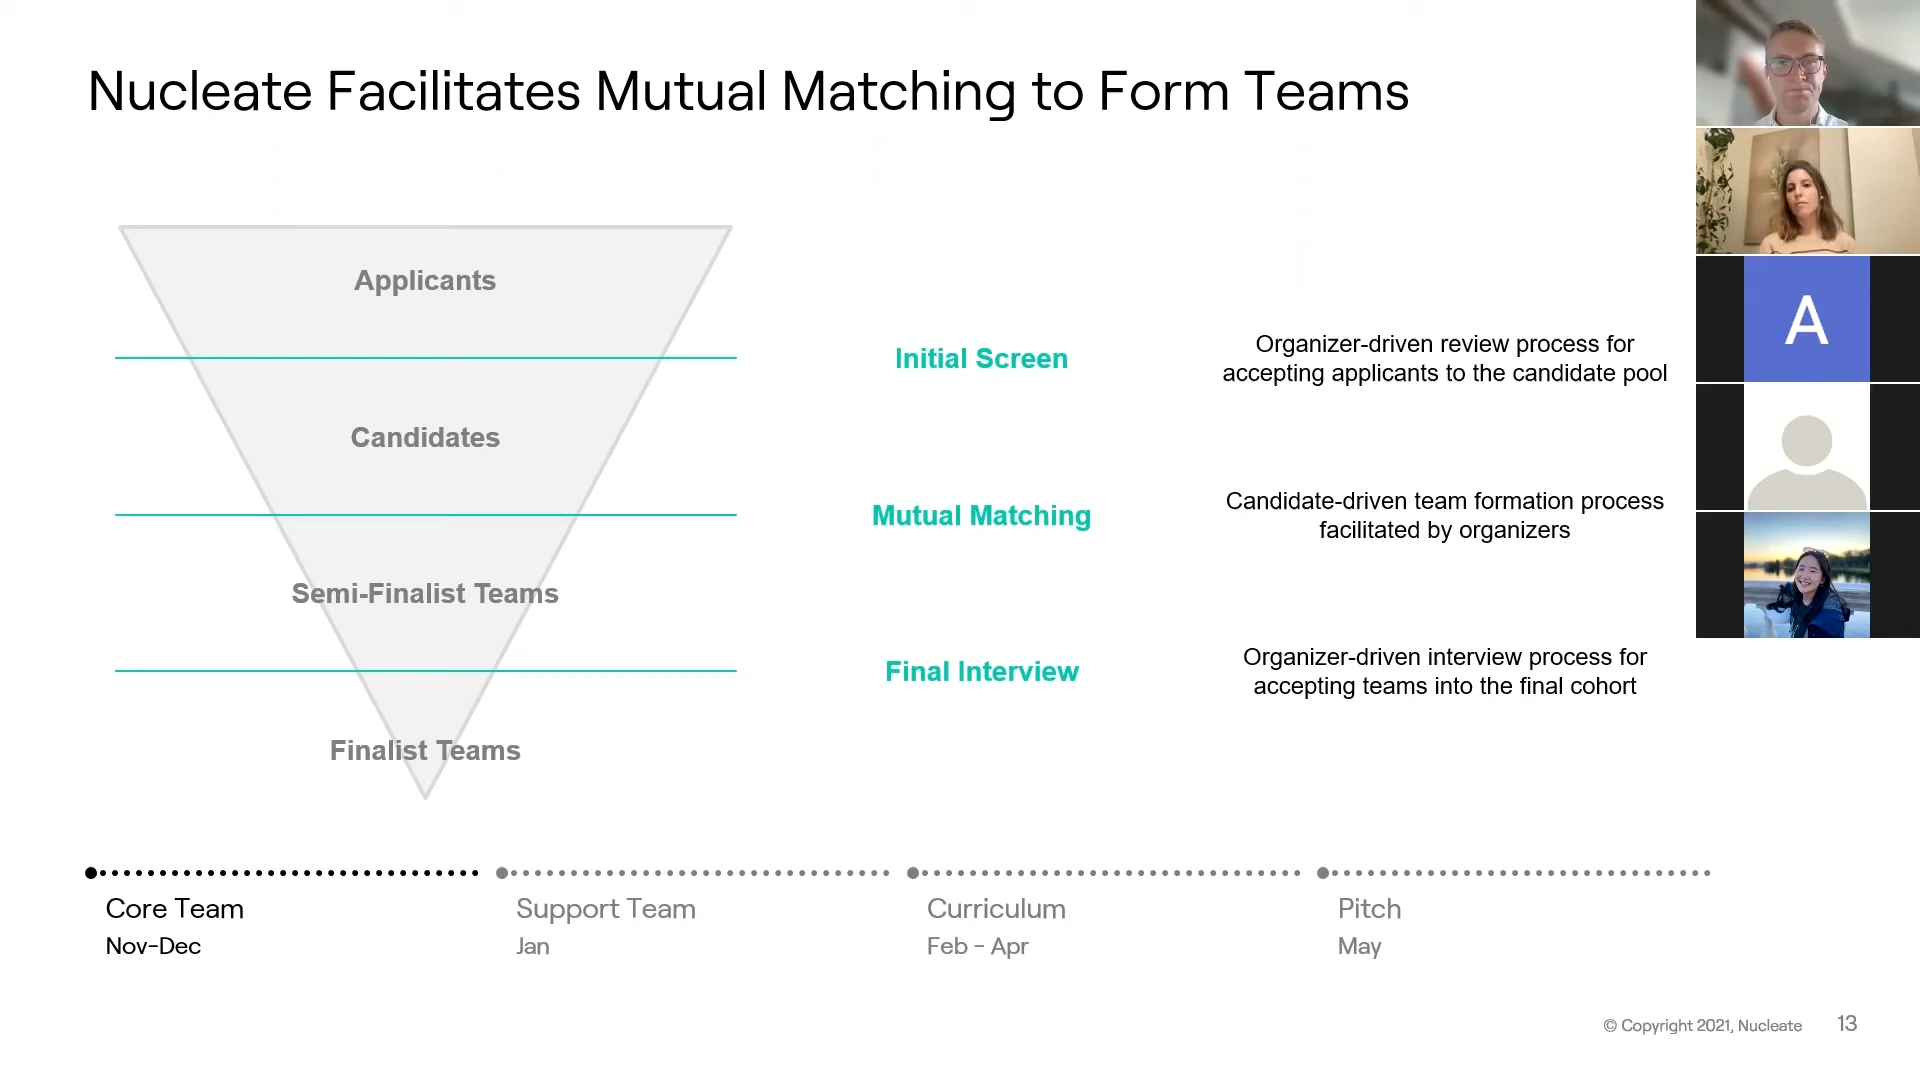 Nucleate Facilitates Mutual Matching to Form Teams
Applicants
Candidates
Semi-Finalist Teams
Finalist Teams
Initial Screen
Organizer-driven review process for
accepting applicants to the candidate pool
Mutual Matching
Candidate-driven team formation process
facilitated by organizers
Final Interview
Organizer-driven interview process for
accepting teams into the final cohort
A
Core Team
Nov-Dec
Support Team
Jan
Curriculum
Feb - Apr
Pitch
May
© Copyright 2021, Nucleate
13